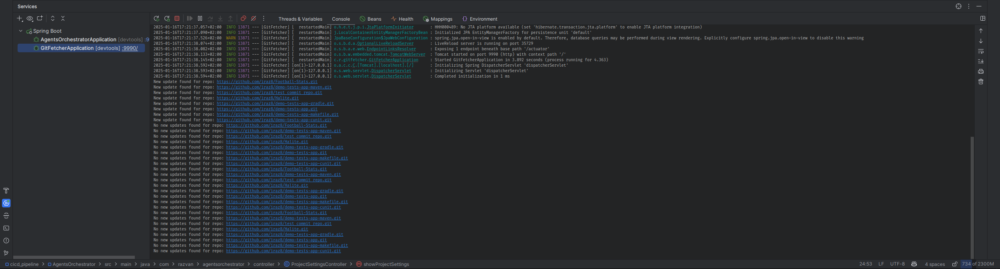 Services
Threads & Variables Console Beans Health Mappings Environment
Spring Boot
AgentsOrchestratorApplication [devtools] :9
GitFetcherApplication [devtools] :9990/
2025-01-16T17:21:37.057+02:00 INFO 13871 --- [GitFetcher] [ restartedMain] o.h.e.t.j.p.i.JtaPlatformInitiator : HHH000489: No JTA platform available (set 'hibernate.transaction.jta.platform' to enable JTA platform integration)
2025-01-16T17:21:37.090+02:00 INFO 13871 --- [GitFetcher] [ restartedMain] j.LocalContainerEntityManagerFactoryBean : Initialized JPA EntityManagerFactory for persistence unit 'default'
2025-01-16T17:21:37.526+02:00 WARN 13871 --- [GitFetcher] [ restartedMain] JpaBaseConfiguration$JpaWebConfiguration : spring.jpa.open-in-view is enabled by default. Therefore, database queries may be performed during view rendering. Explicitly configure spring.jpa.open-in-view to disable this warning
2025-01-16T17:21:38.074+02:00 INFO 13871 --- [GitFetcher] [ restartedMain] o.s.b.d.a.OptionalLiveReloadServer : LiveReload server is running on port 35729
2025-01-16T17:21:38.082+02:00 INFO 13871 --- [GitFetcher] [ restartedMain] o.s.b.a.e.web.EndpointLinksResolver : Exposing 1 endpoint beneath base path '/actuator'
2025-01-16T17:21:38.133+02:00 INFO 13871 --- [GitFetcher] [ restartedMain] o.s.b.w.embedded.tomcat.TomcatWebServer : Tomcat started on port 9990 (http) with context path '/'
2025-01-16T17:21:38.145+02:00 INFO 13871 --- [GitFetcher] [ restartedMain] c.r.gitfetcher.GitFetcherApplication : Started GitFetcherApplication in 3.892 seconds (process running for 4.363)
2025-01-16T17:21:38.592+02:00 INFO 13871 --- [GitFetcher] [on(1)-127.0.0.1] o.a.c.c.C.[Tomcat].[localhost].[/] : Initializing Spring DispatcherServlet 'dispatcherServlet'
2025-01-16T17:21:38.593+02:00 INFO 13871 --- [GitFetcher] [on(1)-127.0.0.1] o.s.web.servlet.DispatcherServlet : Initializing Servlet 'dispatcherServlet'
2025-01-16T17:21:38.594+02:00 INFO 13871 --- [GitFetcher] [on(1)-127.0.0.1] o.s.web.servlet.DispatcherServlet : Completed initialization in 1 ms
New update found for repo: https://github.com/iraz8/Football-Stats.git
New update found for repo: https://github.com/iraz8/demo-tests-app-maven.git
New update found for repo: https://github.com/iraz8/test_commit_repo.git
New update found for repo: https://github.com/iraz8/Halite.git
New update found for repo: https://github.com/iraz8/demo-tests-app-gradle.git
New update found for repo: https://github.com/iraz8/demo-tests-app.git
New update found for repo: https://github.com/iraz8/demo-tests-app-makefile.git
New update found for repo: https://github.com/iraz8/demo-tests-app-cunit.git
No new updates found for repo: https://github.com/iraz8/Football-Stats.git
No new updates found for repo: https://github.com/iraz8/demo-tests-app-maven.git
No new updates found for repo: https://github.com/iraz8/test_commit_repo.git
No new updates found for repo: https://github.com/iraz8/Halite.git
No new updates found for repo: https://github.com/iraz8/demo-tests-app-gradle.git
No new updates found for repo: https://github.com/iraz8/demo-tests-app.git
No new updates found for repo: https://github.com/iraz8/demo-tests-app-makefile.git
No new updates found for repo: https://github.com/iraz8/demo-tests-app-cunit.git
No new updates found for repo: https://github.com/iraz8/Football-Stats.git
No new updates found for repo: https://github.com/iraz8/demo-tests-app-maven.git
No new updates found for repo: https://github.com/iraz8/test_commit_repo.git
No new updates found for repo: https://github.com/iraz8/Halite.git
No new updates found for repo: https://github.com/iraz8/demo-tests-app-gradle.git
No new updates found for repo: https://github.com/iraz8/demo-tests-app.git
No new updates found for repo: https://github.com/iraz8/demo-tests-app-makefile.git
No new updates found for repo: https://github.com/iraz8/demo-tests-app-cunit.git
No new updates found for repo: https://github.com/iraz8/Football-Stats.git
No new updates found for repo: https://github.com/iraz8/demo-tests-app-maven.git
No new updates found for repo: https://github.com/iraz8/test_commit_repo.git
No new updates found for repo: https://github.com/iraz8/Halite.git
No new updates found for repo: https://github.com/iraz8/demo-tests-app-gradle.git
No new updates found for repo: https://github.com/iraz8/demo-tests-app.git
No new updates found for repo: https://github.com/iraz8/demo-tests-app-makefile.git
No new updates found for repo: https://github.com/iraz8/demo-tests-app-cunit.git
cicd_pipeline > AgentsOrchestrator > src > main > java > com > razvan > agentsorchestrator > controller > ProjectSettingsController > showProjectSettings 24:53 LF UTF-8 4 spaces 734 of 2300M